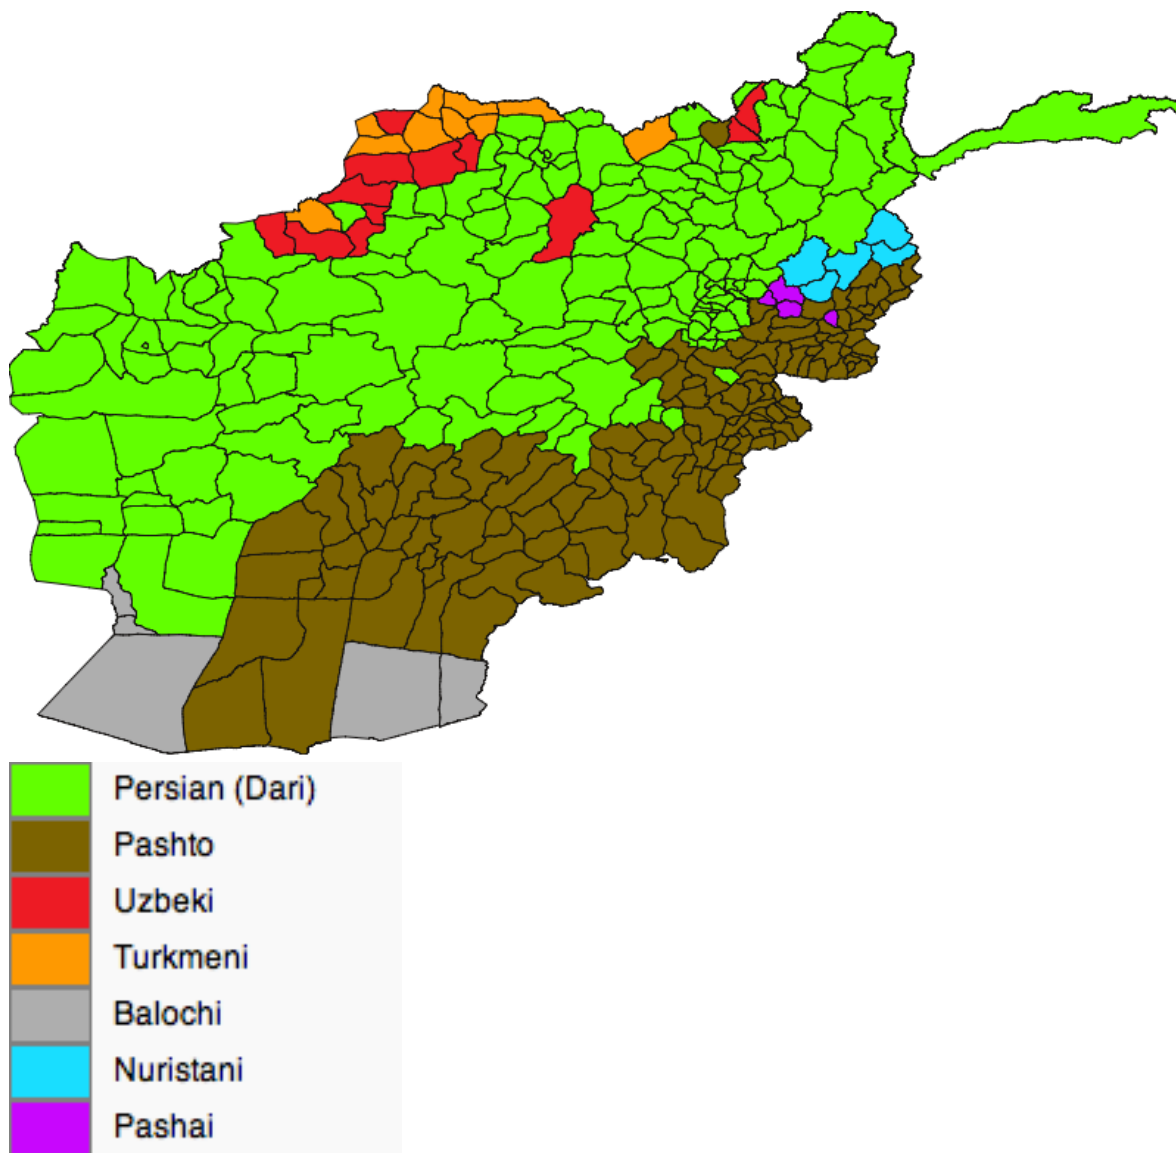 Persian (Dari)
Pashto
Uzbeki
Turkmeni
Balochi
Nuristani
Pashai